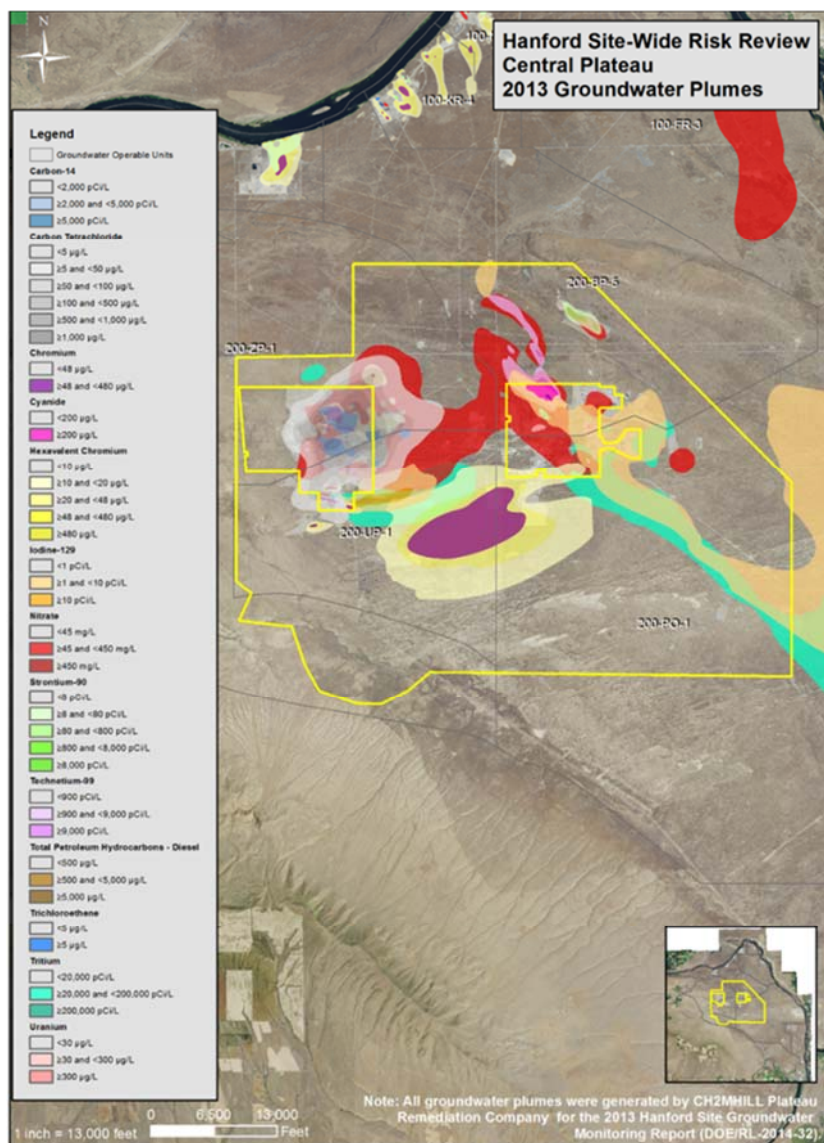 N
Hanford Site-Wide Risk Review
Central Plateau
2013 Groundwater Plumes
100-KR-4
100-FR-3
200-BP-5
200-ZP-1
200-UP-1
200-PO-1
Legend
Groundwater Operable Units
Carbon-14
<2,000 pCi/L
≥2,000 and <5,000 pCi/L
≥5,000 pCi/L
Carbon Tetrachloride
<5 µg/L
≥5 and <50 µg/L
≥50 and <100 µg/L
≥100 and <500 µg/L
≥500 and <1,000 µg/L
≥1,000 µg/L
Chromium
<48 µg/L
≥48 and <480 µg/L
Cyanide
<200 µg/L
≥200 µg/L
Hexavalent Chromium
<10 µg/L
≥10 and <20 µg/L
≥20 and <48 µg/L
≥48 and <480 µg/L
≥480 µg/L
Iodine-129
<1 pCi/L
≥1 and <10 pCi/L
≥10 pCi/L
Nitrate
<45 mg/L
≥45 and <450 mg/L
≥450 mg/L
Strontium-90
<8 pCi/L
≥8 and <80 pCi/L
≥80 and <800 pCi/L
≥800 and <8,000 pCi/L
≥8,000 pCi/L
Technetium-99
<900 pCi/L
≥900 and <9,000 pCi/L
≥9,000 pCi/L
Total Petroleum Hydrocarbons - Diesel
<500 µg/L
≥500 and <5,000 µg/L
≥5,000 µg/L
Trichloroethene
<5 µg/L
≥5 µg/L
Tritium
<20,000 pCi/L
≥20,000 and <200,000 pCi/L
≥200,000 pCi/L
Uranium
<30 µg/L
≥30 and <300 µg/L
≥300 µg/L
0 6,500 13,000
1 inch = 13,000 feet Feet
Note: All groundwater plumes were generated by CH2MHILL Plateau
Remediation Company for the 2013 Hanford Site Groundwater
Monitoring Report (DOE/RL-2014-32)